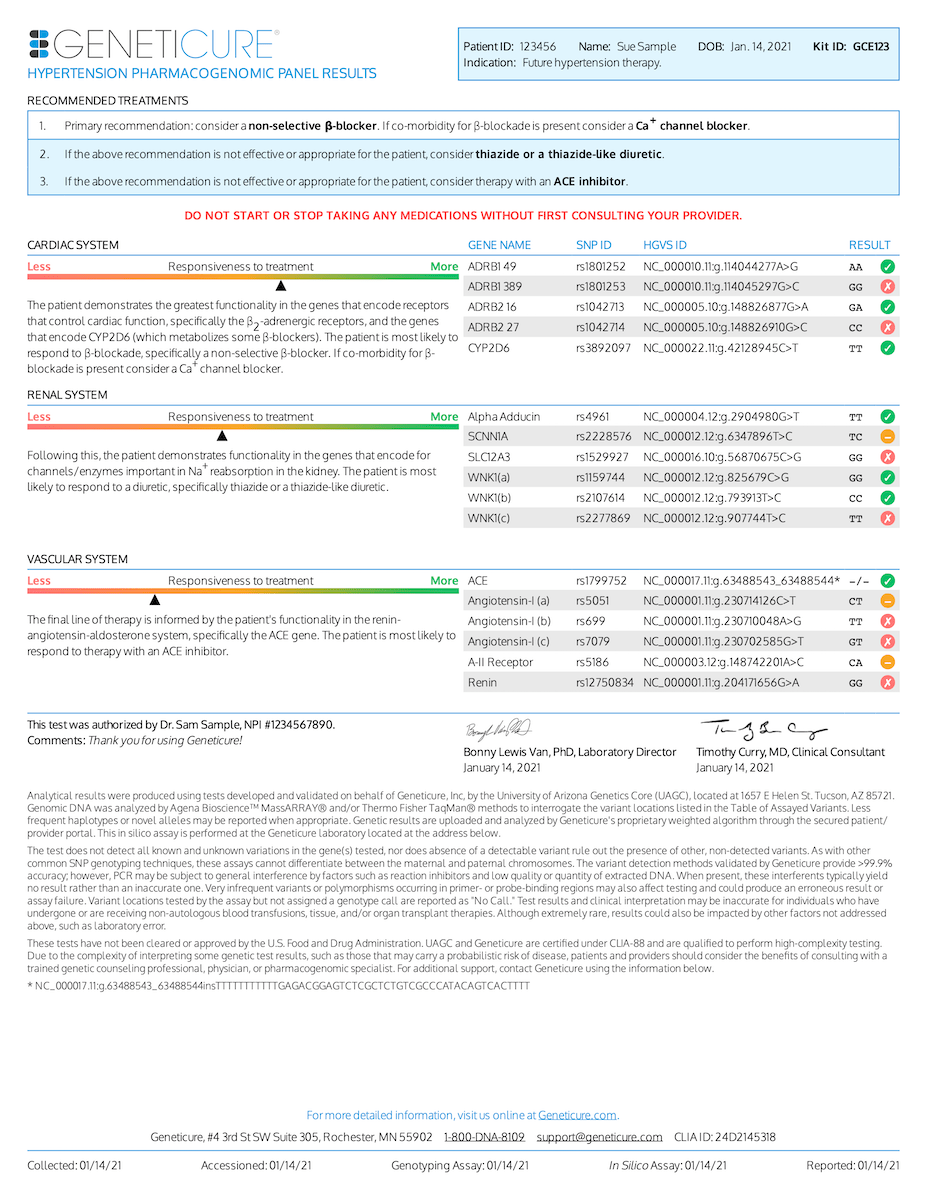 GENETICURE®
HYPERTENSION PHARMACOGENOMIC PANEL RESULTS
Patient ID: 123456 Name: Sue Sample DOB: Jan. 14, 2021 Kit ID: GCE123
Indication: Future hypertension therapy.
RECOMMENDED TREATMENTS
1. Primary recommendation: consider a non-selective β-blocker. If co-morbidity for β-blockade is present consider a Ca+ channel blocker.
2. If the above recommendation is not effective or appropriate for the patient, consider thiazide or a thiazide-like diuretic.
3. If the above recommendation is not effective or appropriate for the patient, consider therapy with an ACE inhibitor.
DO NOT START OR STOP TAKING ANY MEDICATIONS WITHOUT FIRST CONSULTING YOUR PROVIDER.
CARDIAC SYSTEM
Less Responsiveness to treatment More
The patient demonstrates the greatest functionality in the genes that encode receptors
that control cardiac function, specifically the β2-adrenergic receptors, and the genes
that encode CYP2D6 (which metabolizes some β-blockers). The patient is most likely to
respond to β-blockade, specifically a non-selective β-blocker. If co-morbidity for β-
blockade is present consider a Ca+ channel blocker.
GENE NAME SNP ID HGVS ID RESULT
ADRB1 49 rs1801252 NC_000010.11:g.114044277A>G AA ✓
ADRB1 389 rs1801253 NC_000010.11:g.114045297G>C GG ✗
ADRB2 16 rs1042713 NC_000005.10:g.148826877G>A GA ✓
ADRB2 27 rs1042714 NC_000005.10:g.148826910G>C CC ✗
CYP2D6 rs3892097 NC_000022.11:g.42128945C>T TT ✓
RENAL SYSTEM
Less Responsiveness to treatment More
Following this, the patient demonstrates functionality in the genes that encode for
channels/enzymes important in Na+ reabsorption in the kidney. The patient is most
likely to respond to a diuretic, specifically thiazide or a thiazide-like diuretic.
Alpha Adducin rs4961 NC_000004.12:g.2904980G>T TT ✓
SCNN1A rs2228576 NC_000012.12:g.6347896T>C TC –
SLC12A3 rs1529927 NC_000016.10:g.56870675C>G GG ✗
WNK1(a) rs1159744 NC_000012.12:g.825679C>G GG ✓
WNK1(b) rs2107614 NC_000012.12:g.793913T>C CC ✓
WNK1(c) rs2277869 NC_000012.12:g.907744T>C TT ✗
VASCULAR SYSTEM
Less Responsiveness to treatment More
The final line of therapy is informed by the patient's functionality in the renin-
angiotensin-aldosterone system, specifically the ACE gene. The patient is most likely to
respond to therapy with an ACE inhibitor.
ACE rs1799752 NC_000017.11:g.63488543_63488544* -/- ✓
Angiotensin-I (a) rs5051 NC_000001.11:g.230714126C>T CT –
Angiotensin-I (b) rs699 NC_000001.11:g.230710048A>G TT ✗
Angiotensin-I (c) rs7079 NC_000001.11:g.230702585G>T GT ✗
A-II Receptor rs5186 NC_000003.12:g.148742201A>C CA –
Renin rs12750834 NC_000001.11:g.204171656G>A GG ✗
This test was authorized by Dr. Sam Sample, NPI #1234567890.
Comments: Thank you for using Geneticure!
Bonny Lewis Van, PhD, Laboratory Director
January 14, 2021
Timothy Curry, MD, Clinical Consultant
January 14, 2021
Analytical results were produced using tests developed and validated on behalf of Geneticure, Inc, by the University of Arizona Genetics Core (UAGC), located at 1657 E Helen St. Tucson, AZ 85721.
Genomic DNA was analyzed by Agena Bioscience™ MassARRAY® and/or Thermo Fisher TaqMan® methods to interrogate the variant locations listed in the Table of Assayed Variants. Less
frequent haplotypes or novel alleles may be reported when appropriate. Genetic results are uploaded and analyzed by Geneticure's proprietary weighted algorithm through the secured patient/
provider portal. This in silico assay is performed at the Geneticure laboratory located at the address below.
The test does not detect all known and unknown variations in the gene(s) tested, nor does absence of a detectable variant rule out the presence of other, non-detected variants. As with other
common SNP genotyping techniques, these assays cannot differentiate between the maternal and paternal chromosomes. The variant detection methods validated by Geneticure provide >99.9%
accuracy; however, PCR may be subject to general interference by factors such as reaction inhibitors and low quality or quantity of extracted DNA. When present, these interferents typically yield
no result rather than an inaccurate one. Very infrequent variants or polymorphisms occurring in primer- or probe-binding regions may also affect testing and could produce an erroneous result or
assay failure. Variant locations tested by the assay but not assigned a genotype call are reported as "No Call." Test results and clinical interpretation may be inaccurate for individuals who have
undergone or are receiving non-autologous blood transfusions, tissue, and/or organ transplant therapies. Although extremely rare, results could also be impacted by other factors not addressed
above, such as laboratory error.
These tests have not been cleared or approved by the U.S. Food and Drug Administration. UAGC and Geneticure are certified under CLIA-88 and are qualified to perform high-complexity testing.
Due to the complexity of interpreting some genetic test results, such as those that may carry a probabilistic risk of disease, patients and providers should consider the benefits of consulting with a
trained genetic counseling professional, physician, or pharmacogenomic specialist. For additional support, contact Geneticure using the information below.
* NC_000017.11:g.63488543_63488544insTTTTTTTTTTTGAGACGGAGTCTCGCTCTGTCGCCCATACAGTCACTTTT
For more detailed information, visit us online at Geneticure.com.
Geneticure, #4 3rd St SW Suite 305, Rochester, MN 55902 1-800-DNA-8109 support@geneticure.com CLIA ID: 24D2145318
Collected: 01/14/21 Accessioned: 01/14/21 Genotyping Assay: 01/14/21 In Silico Assay: 01/14/21 Reported: 01/14/21